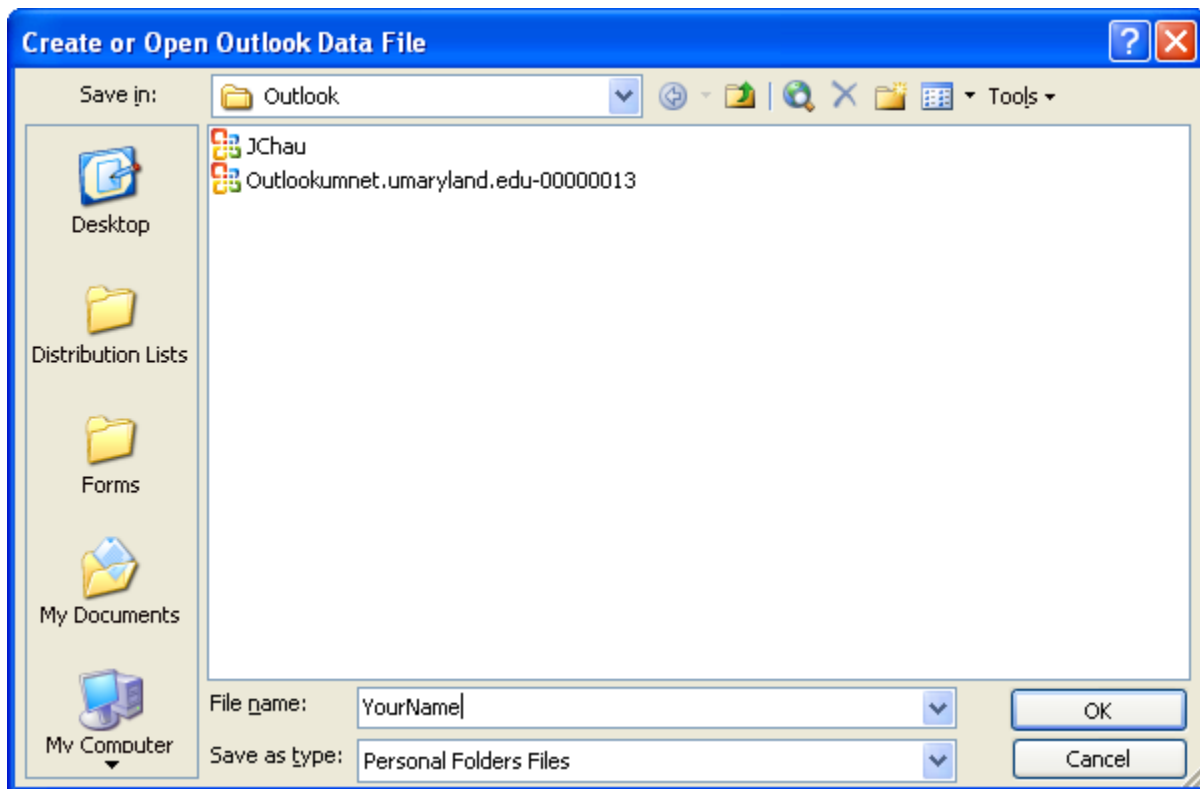 Create or Open Outlook Data File
Save in:
Outlook
Tools
JChau
Outlookumnet.umaryland.edu-00000013
Desktop
Distribution Lists
Forms
My Documents
My Computer
File name:
YourName
OK
Save as type:
Personal Folders Files
Cancel